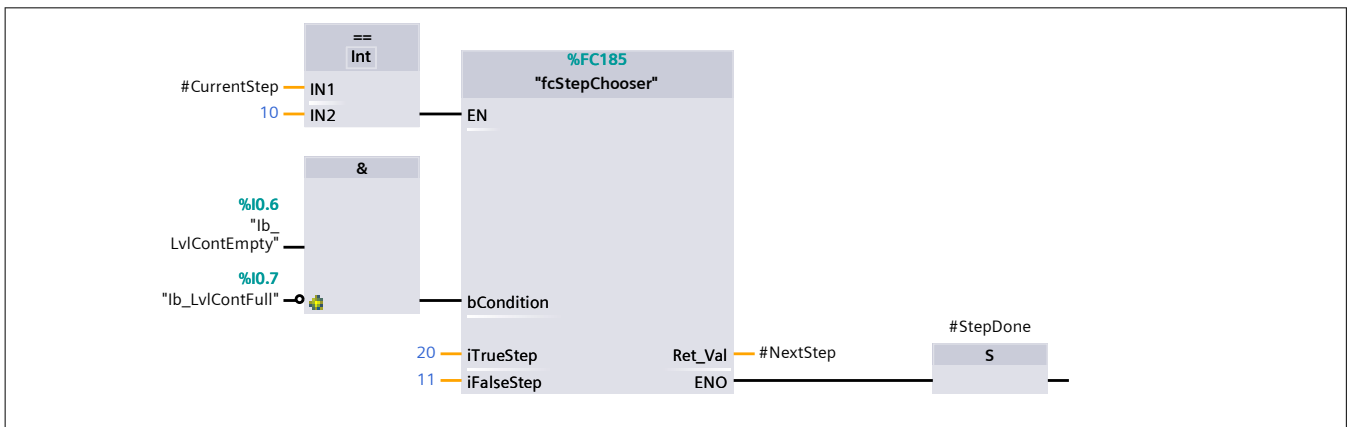 ==
Int
#CurrentStep
IN1
10
IN2
%FC185
"fcStepChooser"
EN
&
%I0.6
"Ib_
LvlContEmpty"
%I0.7
"Ib_LvlContFull"
bCondition
20
iTrueStep
Ret_Val
#NextStep
11
iFalseStep
ENO
#StepDone
S